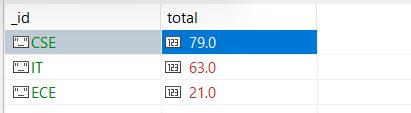 _id total
CSE 79.0
IT 63.0
ECE 21.0